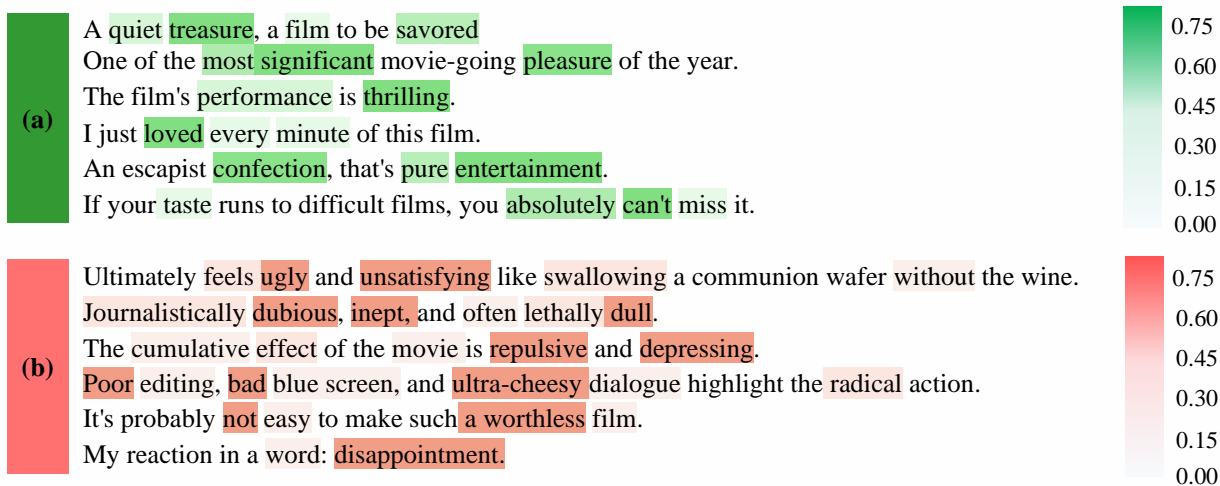 A quiet treasure, a film to be savored
One of the most significant movie-going pleasure of the year.
The film's performance is thrilling.
(a)
I just loved every minute of this film.
An escapist confection, that's pure entertainment.
If your taste runs to difficult films, you absolutely can't miss it.
0.75
0.60
0.45
0.30
0.15
0.00
Ultimately feels ugly and unsatisfying like swallowing a communion wafer without the wine.
Journalistically dubious, inept, and often lethally dull.
The cumulative effect of the movie is repulsive and depressing.
(b)
Poor editing, bad blue screen, and ultra-cheesy dialogue highlight the radical action.
It's probably not easy to make such a worthless film.
My reaction in a word: disappointment.
0.75
0.60
0.45
0.30
0.15
0.00